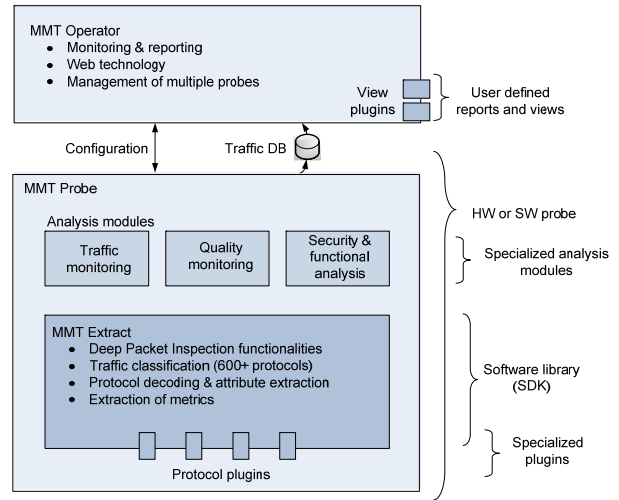 MMT Operator
● Monitoring & reporting
● Web technology
● Management of multiple probes
View
plugins
User defined
reports and views
Configuration
Traffic DB
MMT Probe
HW or SW probe
Analysis modules
Traffic
monitoring
Quality
monitoring
Security &
functional
analysis
Specialized analysis
modules
MMT Extract
● Deep Packet Inspection functionalities
● Traffic classification (600+ protocols)
● Protocol decoding & attribute extraction
● Extraction of metrics
Software library
(SDK)
Protocol plugins
Specialized
plugins